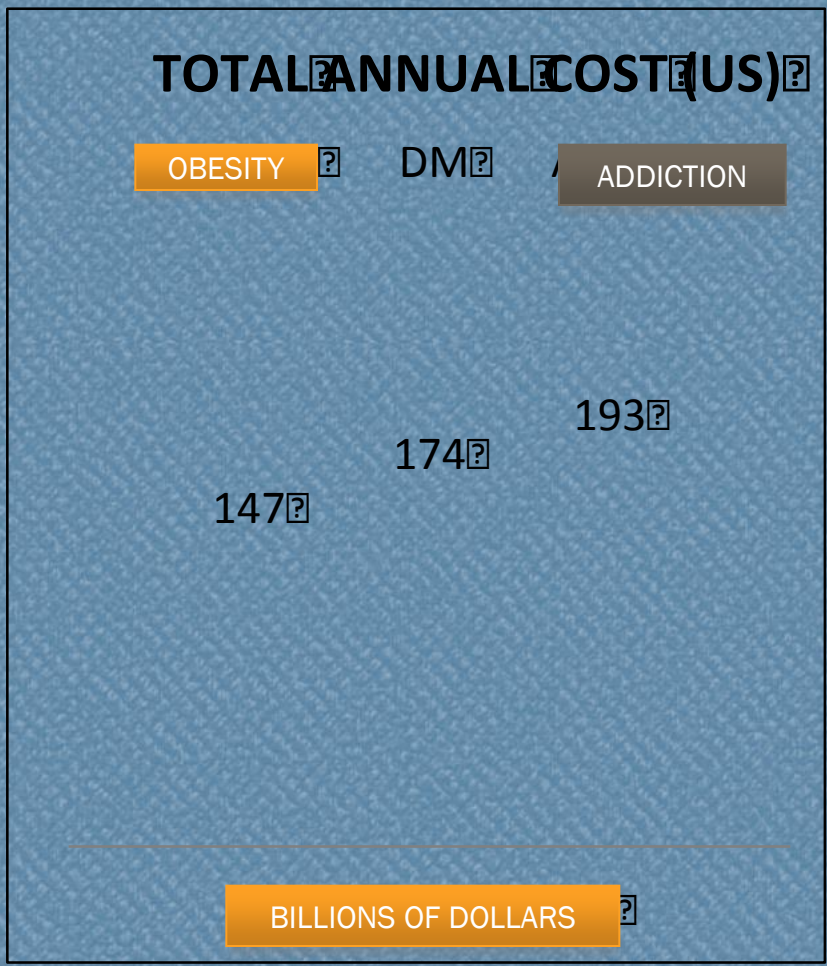 TOTAL ANNUAL COST (US)
OBESITY DM ADDICTION
193
174
147
BILLIONS OF DOLLARS